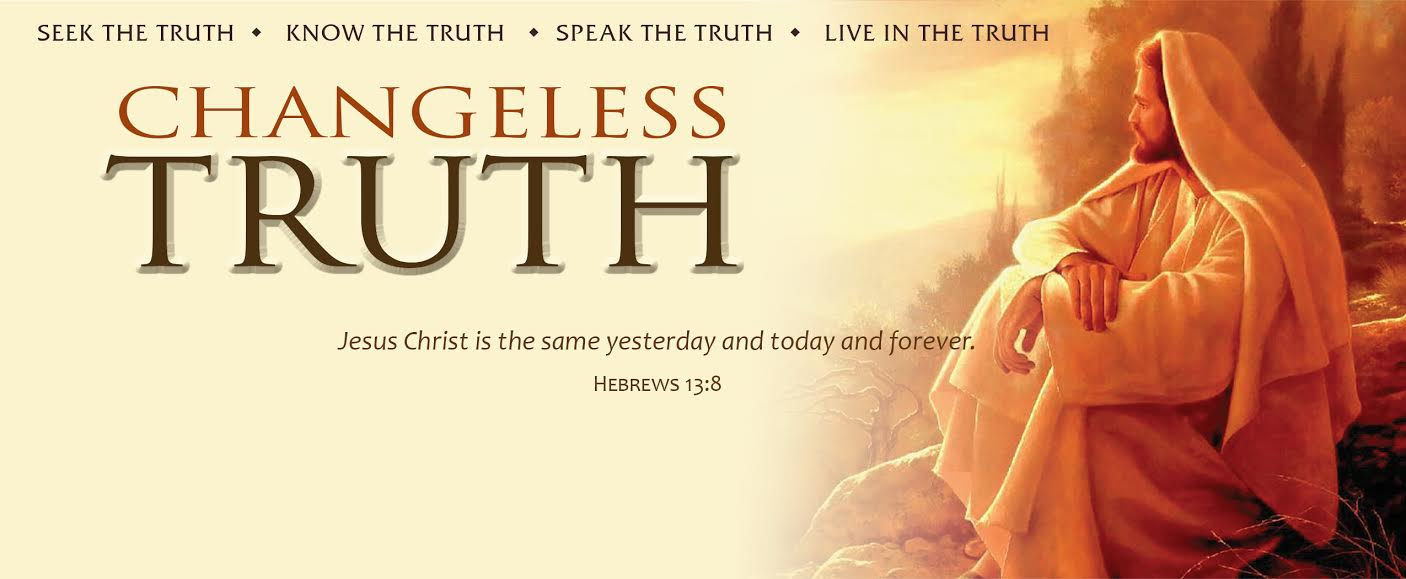 SEEK THE TRUTH ◆ KNOW THE TRUTH ◆ SPEAK THE TRUTH ◆ LIVE IN THE TRUTH
CHANGELESS
TRUTH
Jesus Christ is the same yesterday and today and forever.
HEBREWS 13:8